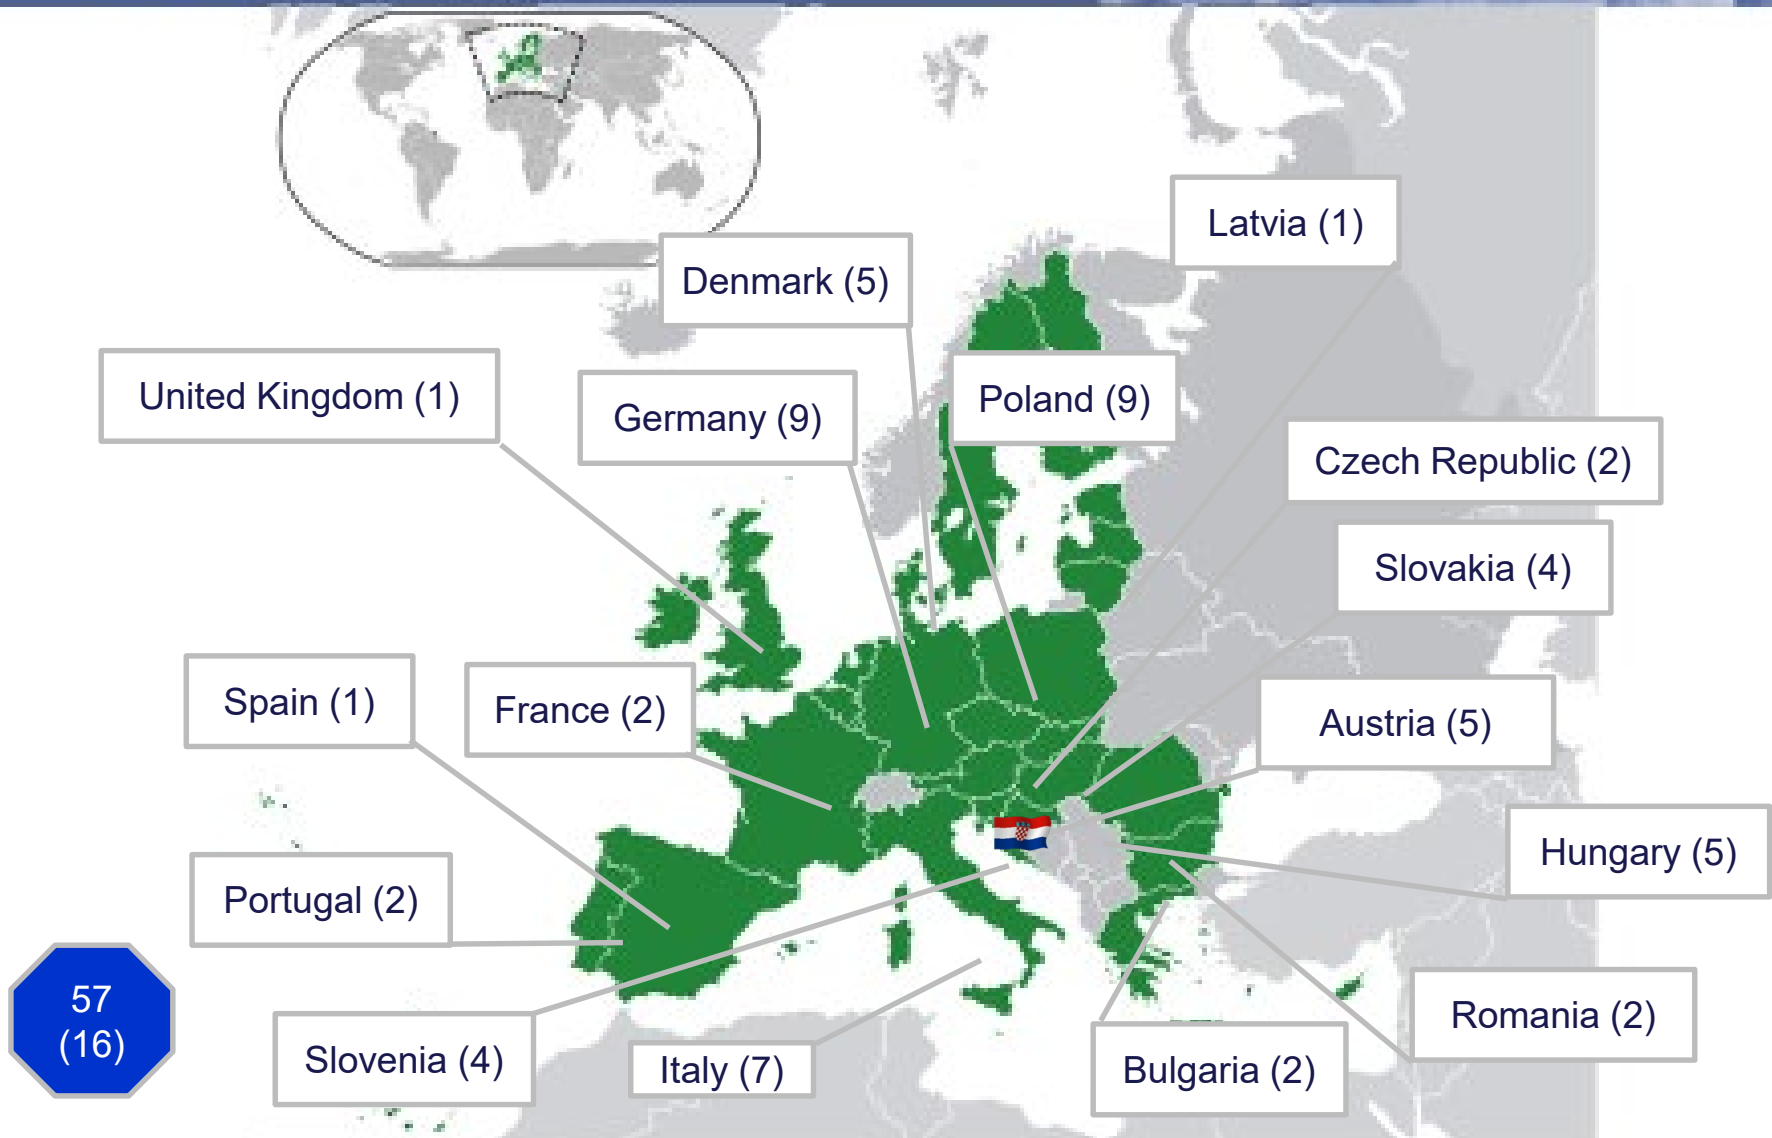 Latvia (1)
Denmark (5)
United Kingdom (1)
Germany (9)
Poland (9)
Czech Republic (2)
Slovakia (4)
Spain (1)
France (2)
Austria (5)
Hungary (5)
Portugal (2)
57
(16)
Slovenia (4)
Italy (7)
Bulgaria (2)
Romania (2)